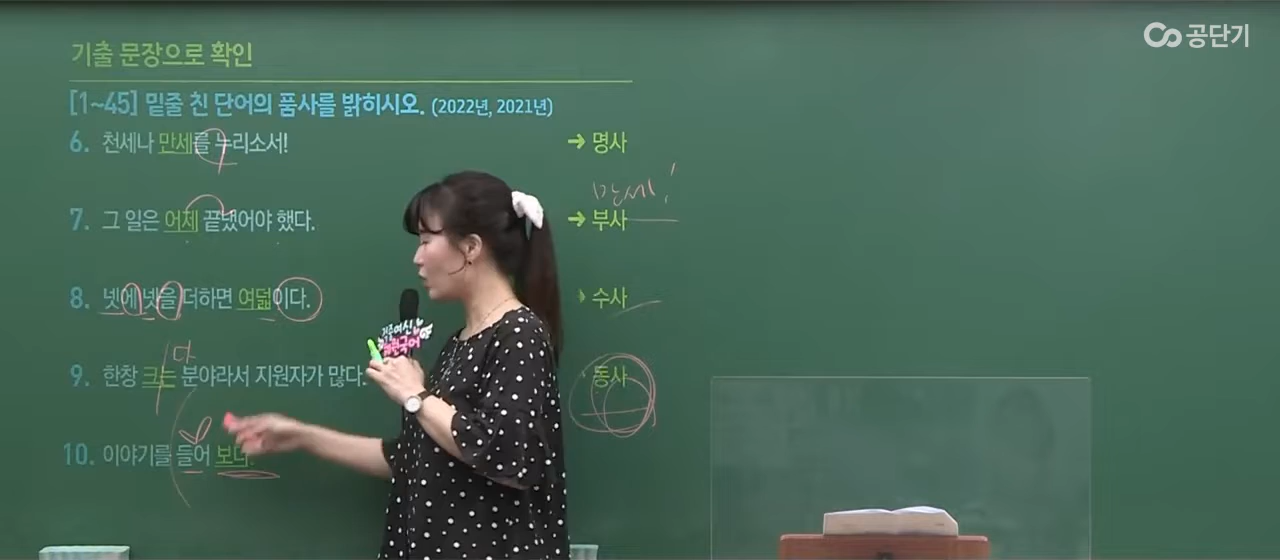 공단기
기출 문장으로 확인
[1~45] 밑줄 친 단어의 품사를 밝히시오. (2022년, 2021년)
6. 천세나 만세를 누리소서! → 명사
만세!
7. 그 일은 어제 끝냈어야 했다. → 부사
8. 넷에 넷을 더하면 여덟이다. 수사
다
9. 한창 크는 분야라서 지원자가 많다. 동사
10. 이야기를 들어 보다.